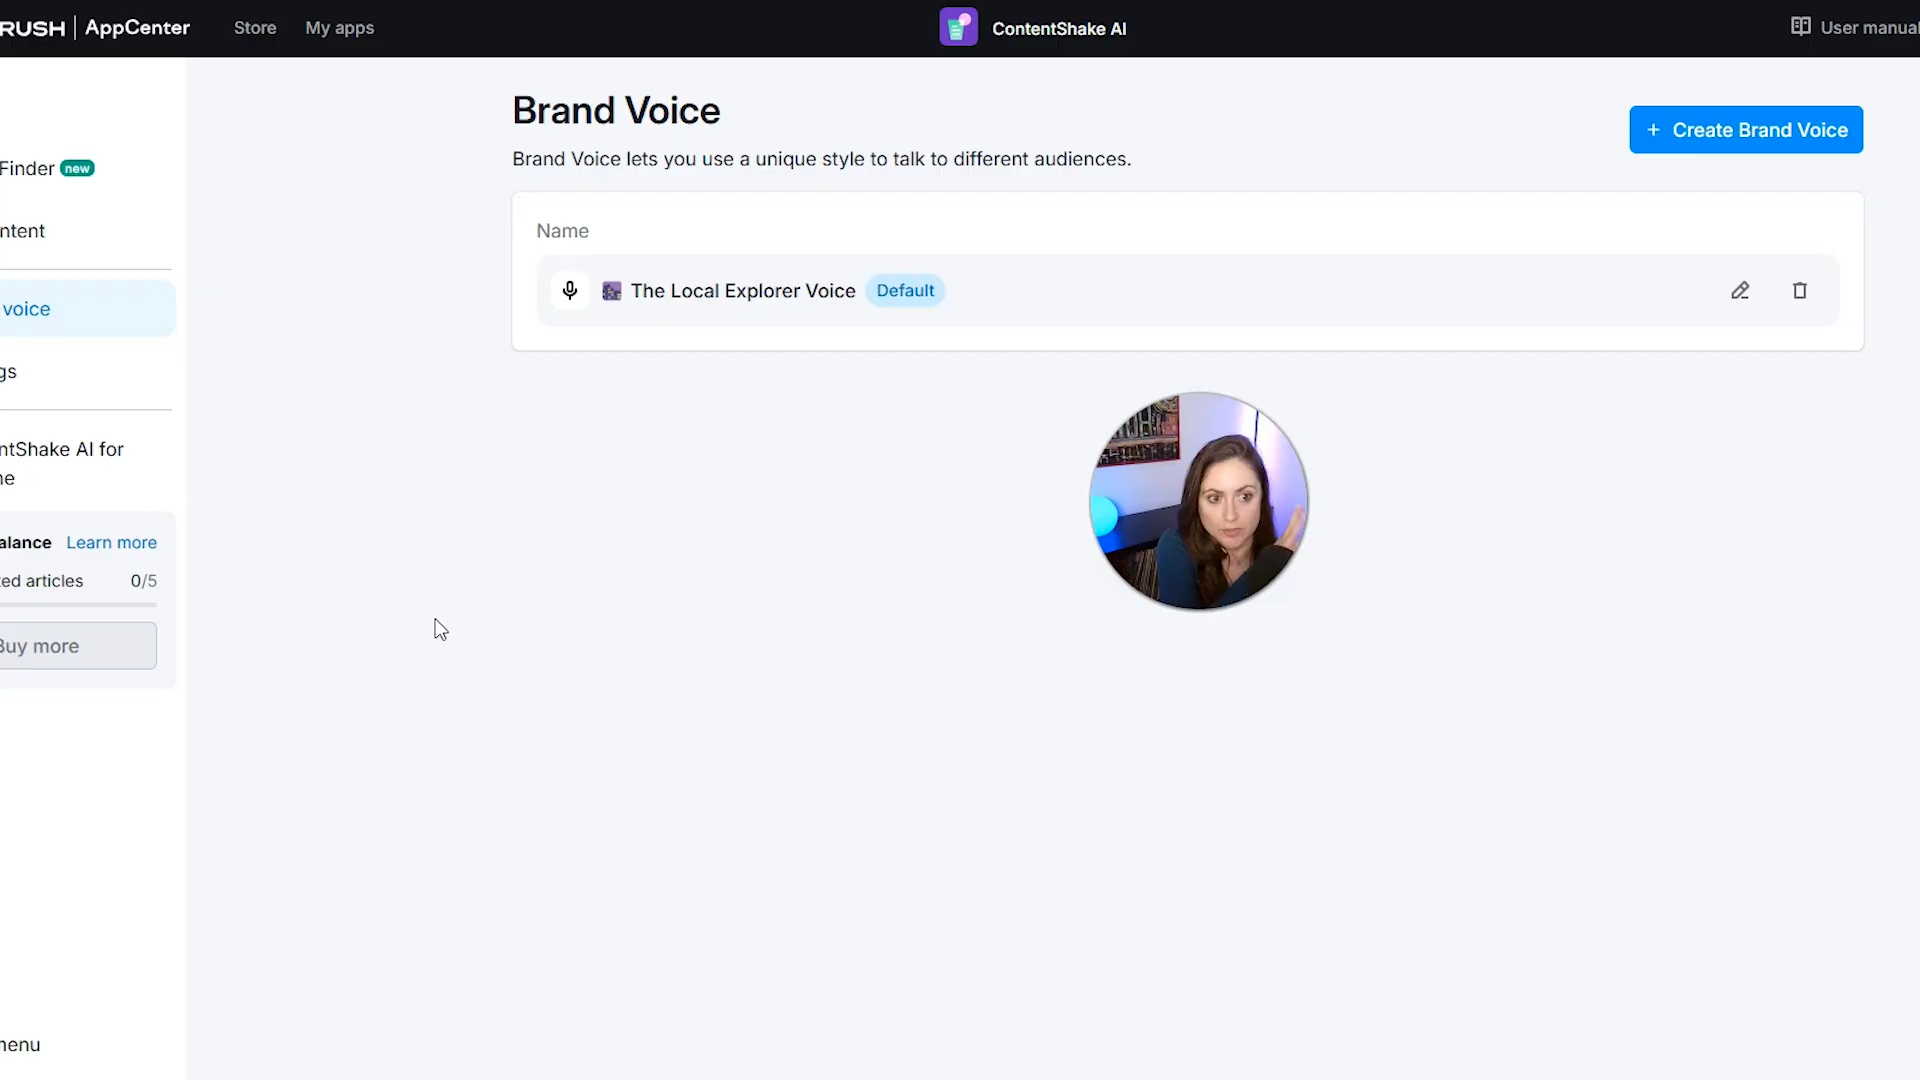 RUSH | AppCenter
Store
My apps
ContentShake AI
User manual
Finder new
ntent
voice
gs
ntShake AI for
ne
alance Learn more
ted articles 0/5
Buy more
menu
Brand Voice
Brand Voice lets you use a unique style to talk to different audiences.
+ Create Brand Voice
Name
The Local Explorer Voice Default